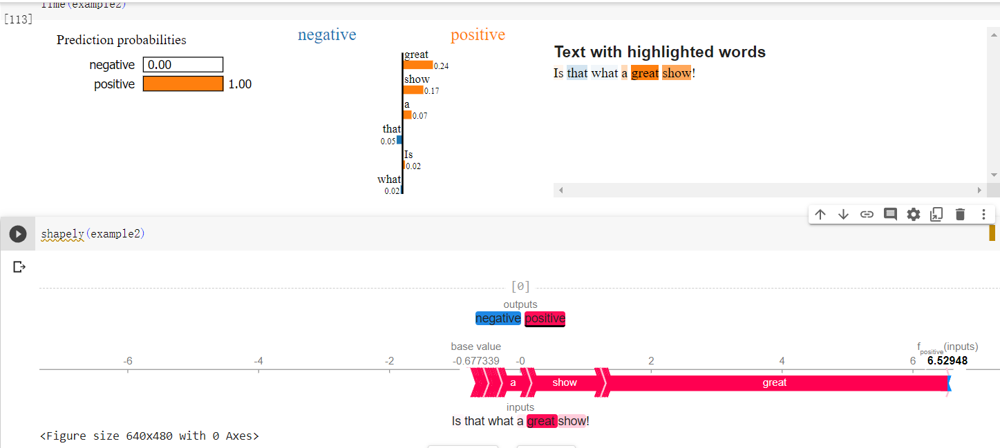 lime(example2)
[113]
Prediction probabilities
negative 0.00
positive 1.00
negative positive
great
0.24
show
0.17
a
0.07
that
0.05
Is
0.02
what
0.02
Text with highlighted words
Is that what a great show!
shapely(example2)
[0]
outputs
negative positive
base value fpositive(inputs)
-6 -4 -2 -0.677339 -0 2 4 6 6.52948
a show great
inputs
Is that what a great show!
<Figure size 640x480 with 0 Axes>